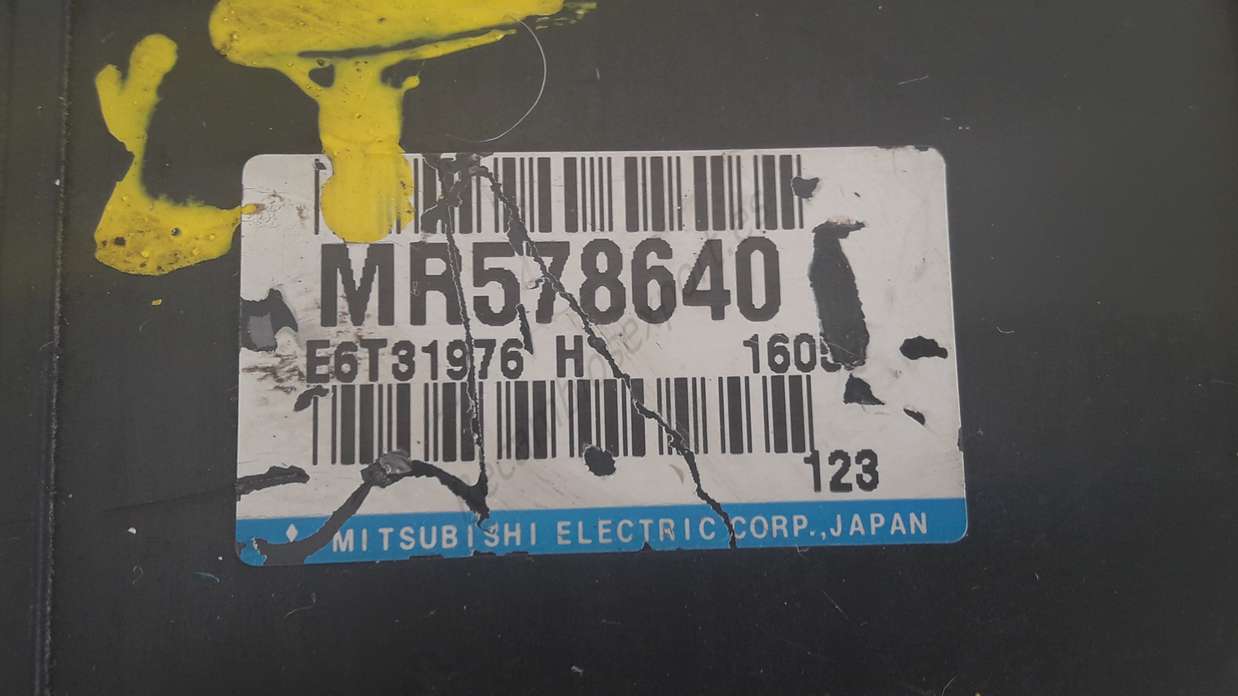 MR578640
E6T31976 H
123
MITSUBISHI ELECTRIC CORP., JAPAN